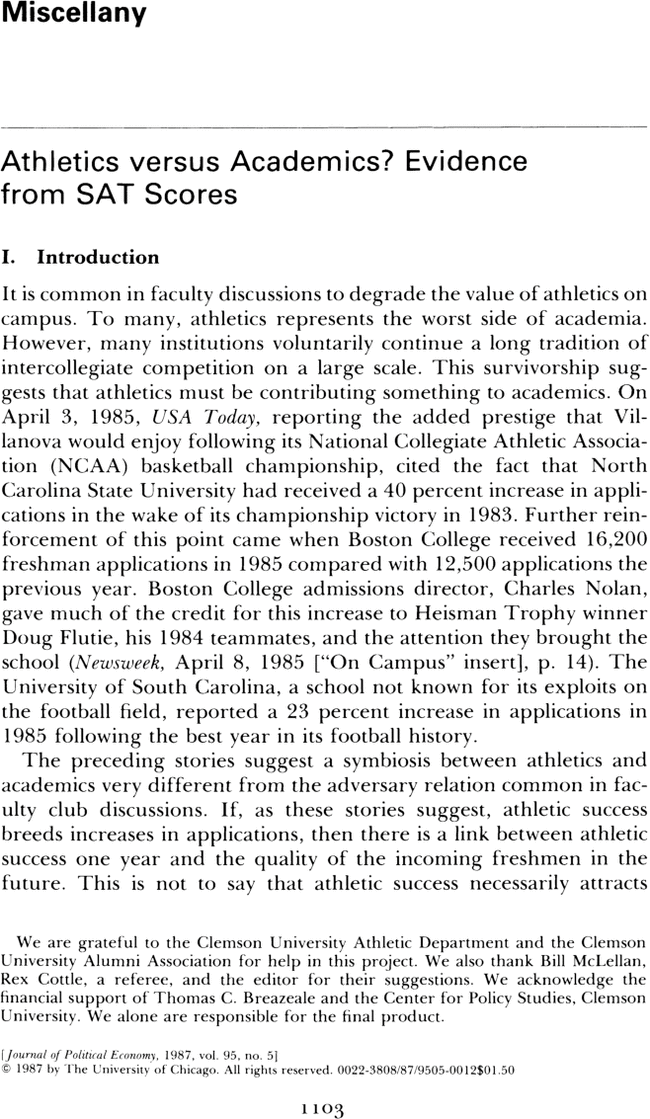 Miscellany
Athletics versus Academics? Evidence
from SAT Scores
I. Introduction
It is common in faculty discussions to degrade the value of athletics on
campus. To many, athletics represents the worst side of academia.
However, many institutions voluntarily continue a long tradition of
intercollegiate competition on a large scale. This survivorship sug-
gests that athletics must be contributing something to academics. On
April 3, 1985, USA Today, reporting the added prestige that Vil-
lanova would enjoy following its National Collegiate Athletic Associa-
tion (NCAA) basketball championship, cited the fact that North
Carolina State University had received a 40 percent increase in appli-
cations in the wake of its championship victory in 1983. Further rein-
forcement of this point came when Boston College received 16,200
freshman applications in 1985 compared with 12,500 applications the
previous year. Boston College admissions director, Charles Nolan,
gave much of the credit for this increase to Heisman Trophy winner
Doug Flutie, his 1984 teammates, and the attention they brought the
school (Newsweek, April 8, 1985 ["On Campus" insert], p. 14). The
University of South Carolina, a school not known for its exploits on
the football field, reported a 23 percent increase in applications in
1985 following the best year in its football history.
The preceding stories suggest a symbiosis between athletics and
academics very different from the adversary relation common in fac-
ulty club discussions. If, as these stories suggest, athletic success
breeds increases in applications, then there is a link between athletic
success one year and the quality of the incoming freshmen in the
future. This is not to say that athletic success necessarily attracts
We are grateful to the Clemson University Athletic Department and the Clemson
University Alumni Association for help in this project. We also thank Bill McLellan,
Rex Cottle, a referee, and the editor for their suggestions. We acknowledge the
financial support of Thomas C. Breazeale and the Center for Policy Studies, Clemson
University. We alone are responsible for the final product.
[Journal of Political Economy, 1987, vol. 95, no. 5]
© 1987 by The University of Chicago. All rights reserved. 0022-3808/87/9505-0012$01.50
1103